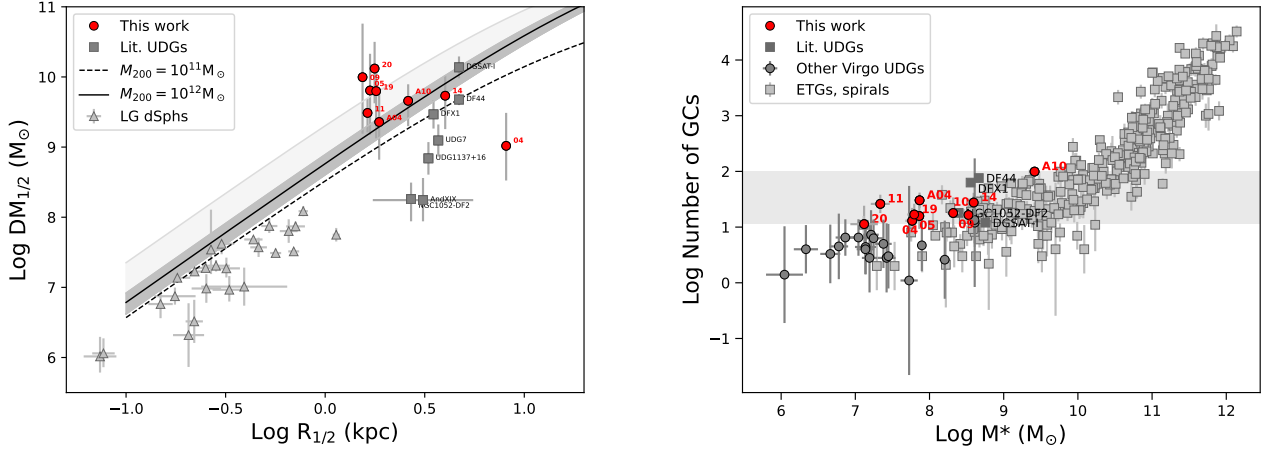 11
10
9
8
7
6
Log DM1/2 (M⊙)
This work
Lit. UDGs
M200 = 10^11 M⊙
M200 = 10^12 M⊙
LG dSphs
20
09
05
19
11
A04
A10
14
04
DGSAT-I
DF44
DFX1
UDG7
UDG1137+16
AndXIX
NGC1052-DF2
−1.0
−0.5
0.0
0.5
1.0
Log R1/2 (kpc)
4
3
2
1
0
−1
Log Number of GCs
This work
Lit. UDGs
Other Virgo UDGs
ETGs, spirals
A10
DF44
DFX1
11
A04
14
19
10
NGC1052-DF2
20
04
05
09
DGSAT-I
6
7
8
9
10
11
12
Log M* (M⊙)